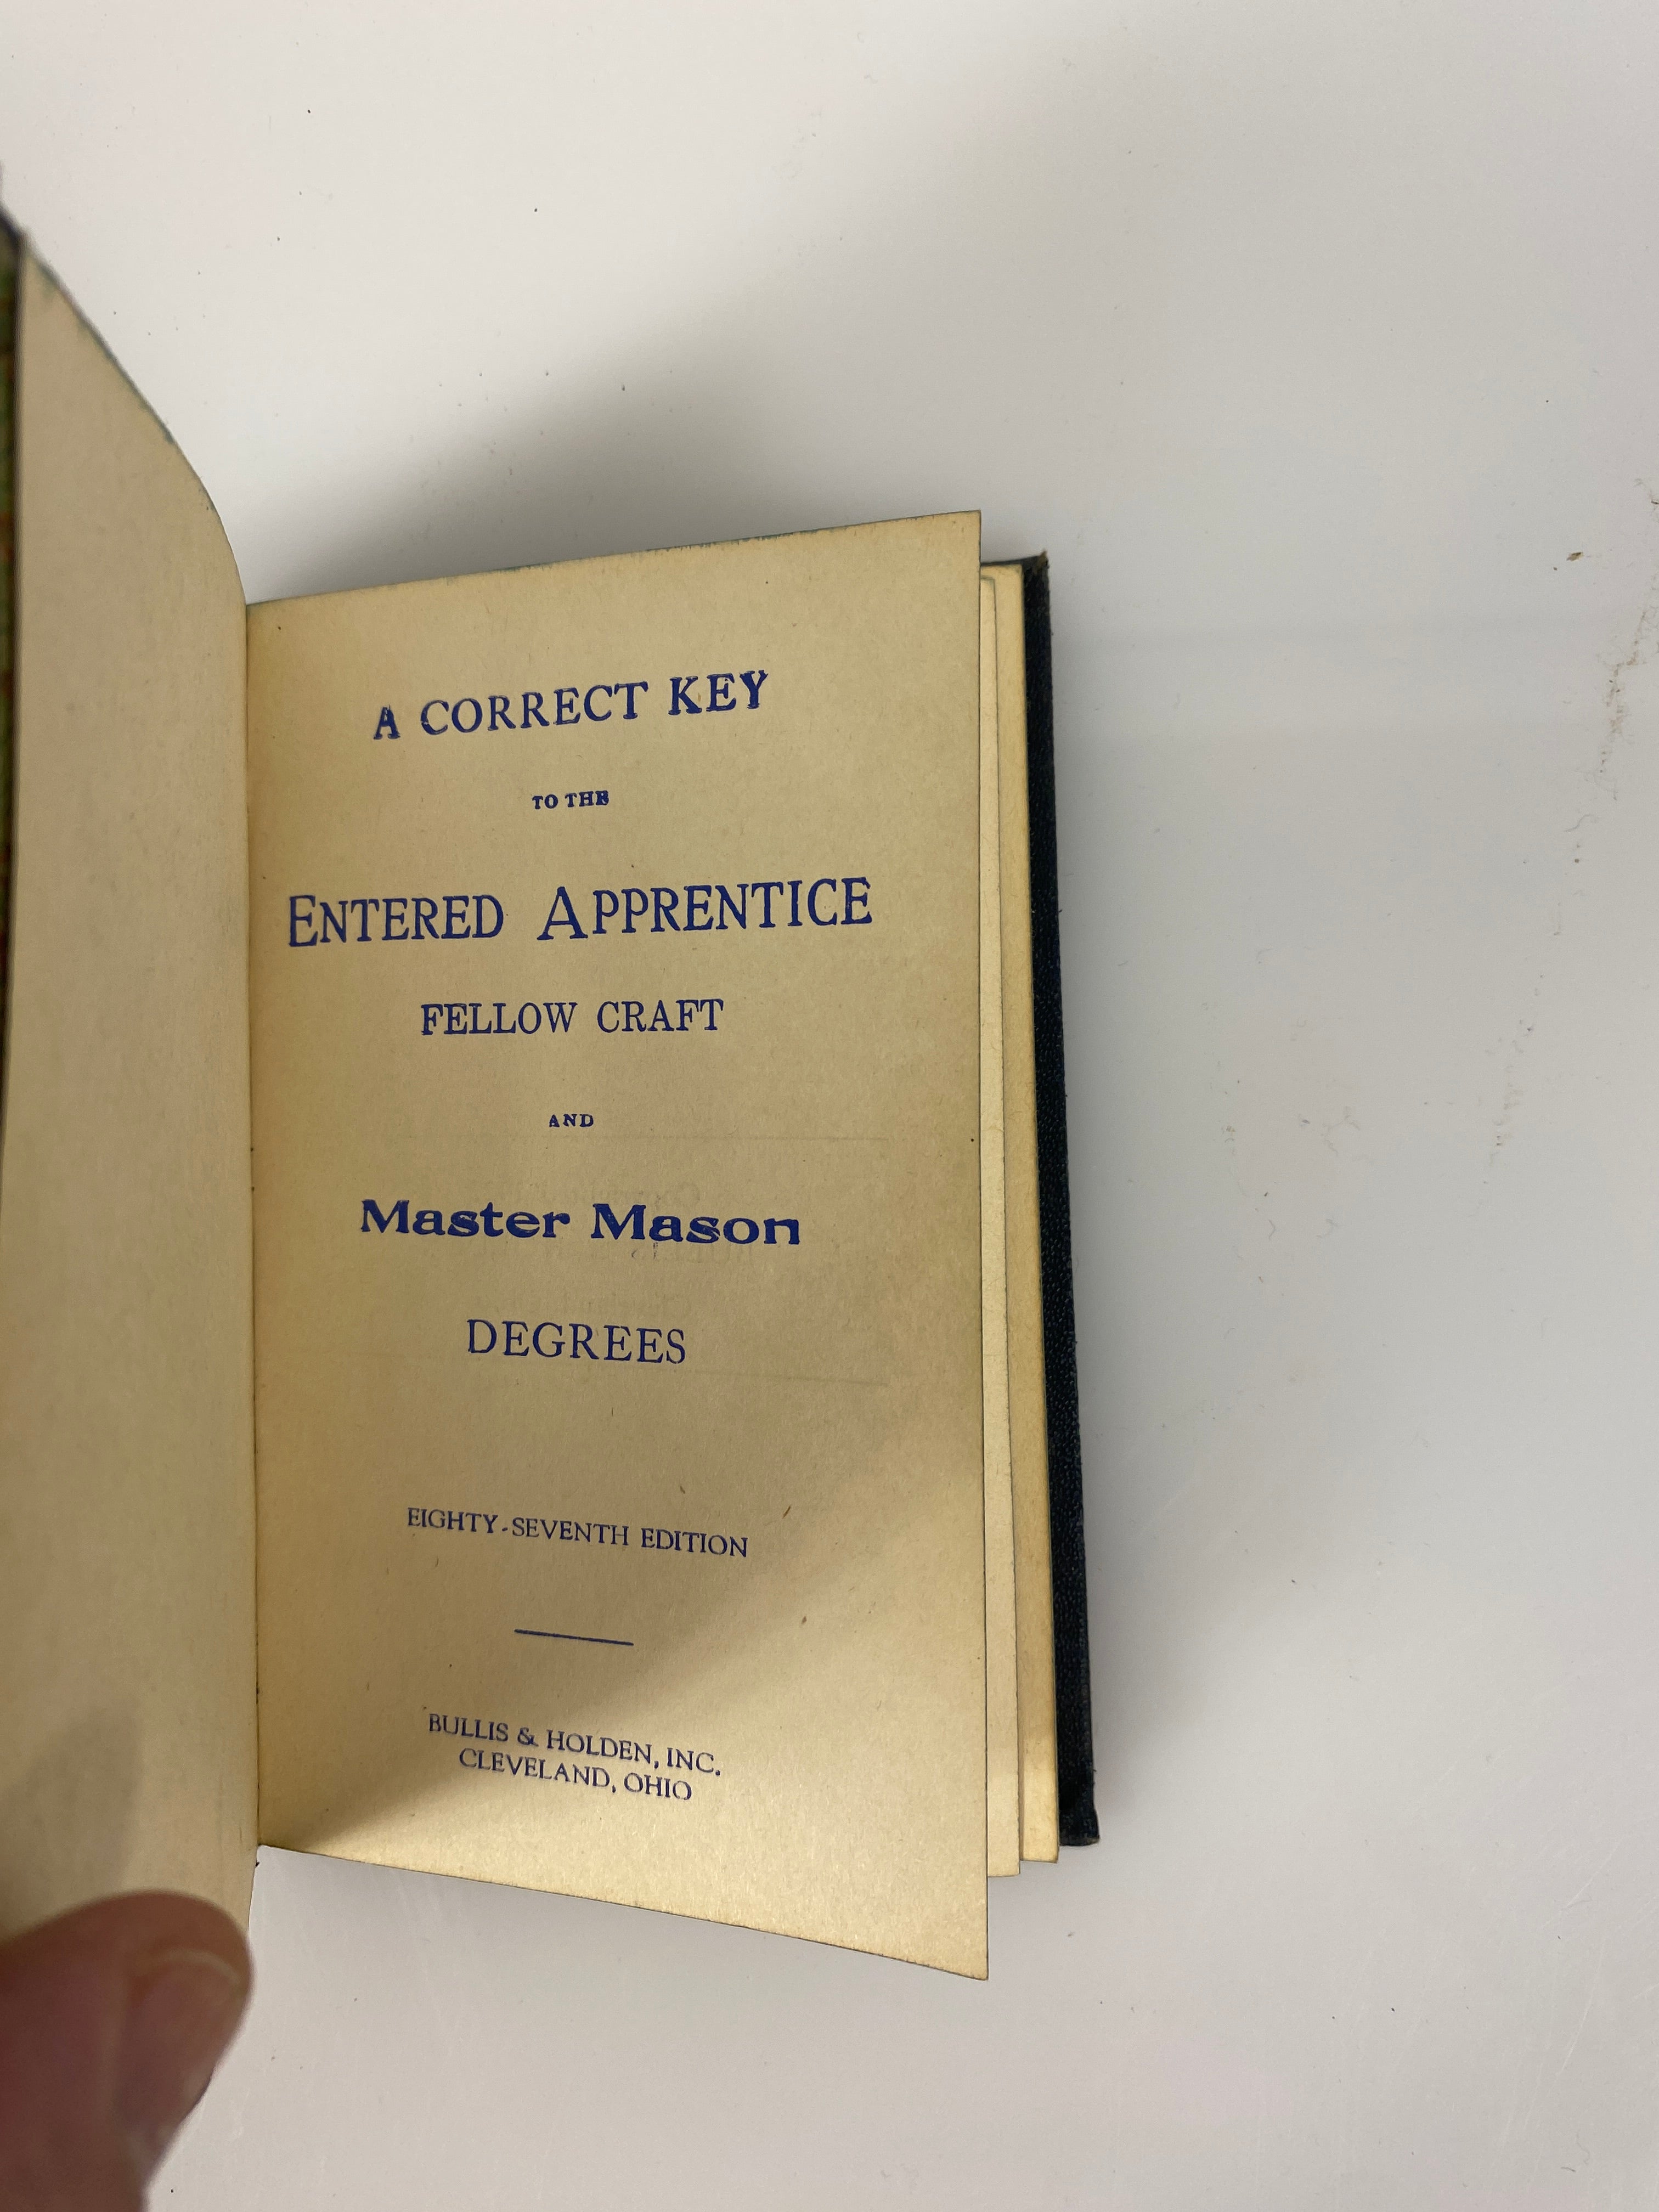 A CORRECT KEY
TO THE
ENTERED APPRENTICE
FELLOW CRAFT
AND
Master Mason
DEGREES
EIGHTY-SEVENTH EDITION
BULLIS & HOLDEN, INC.
CLEVELAND, OHIO